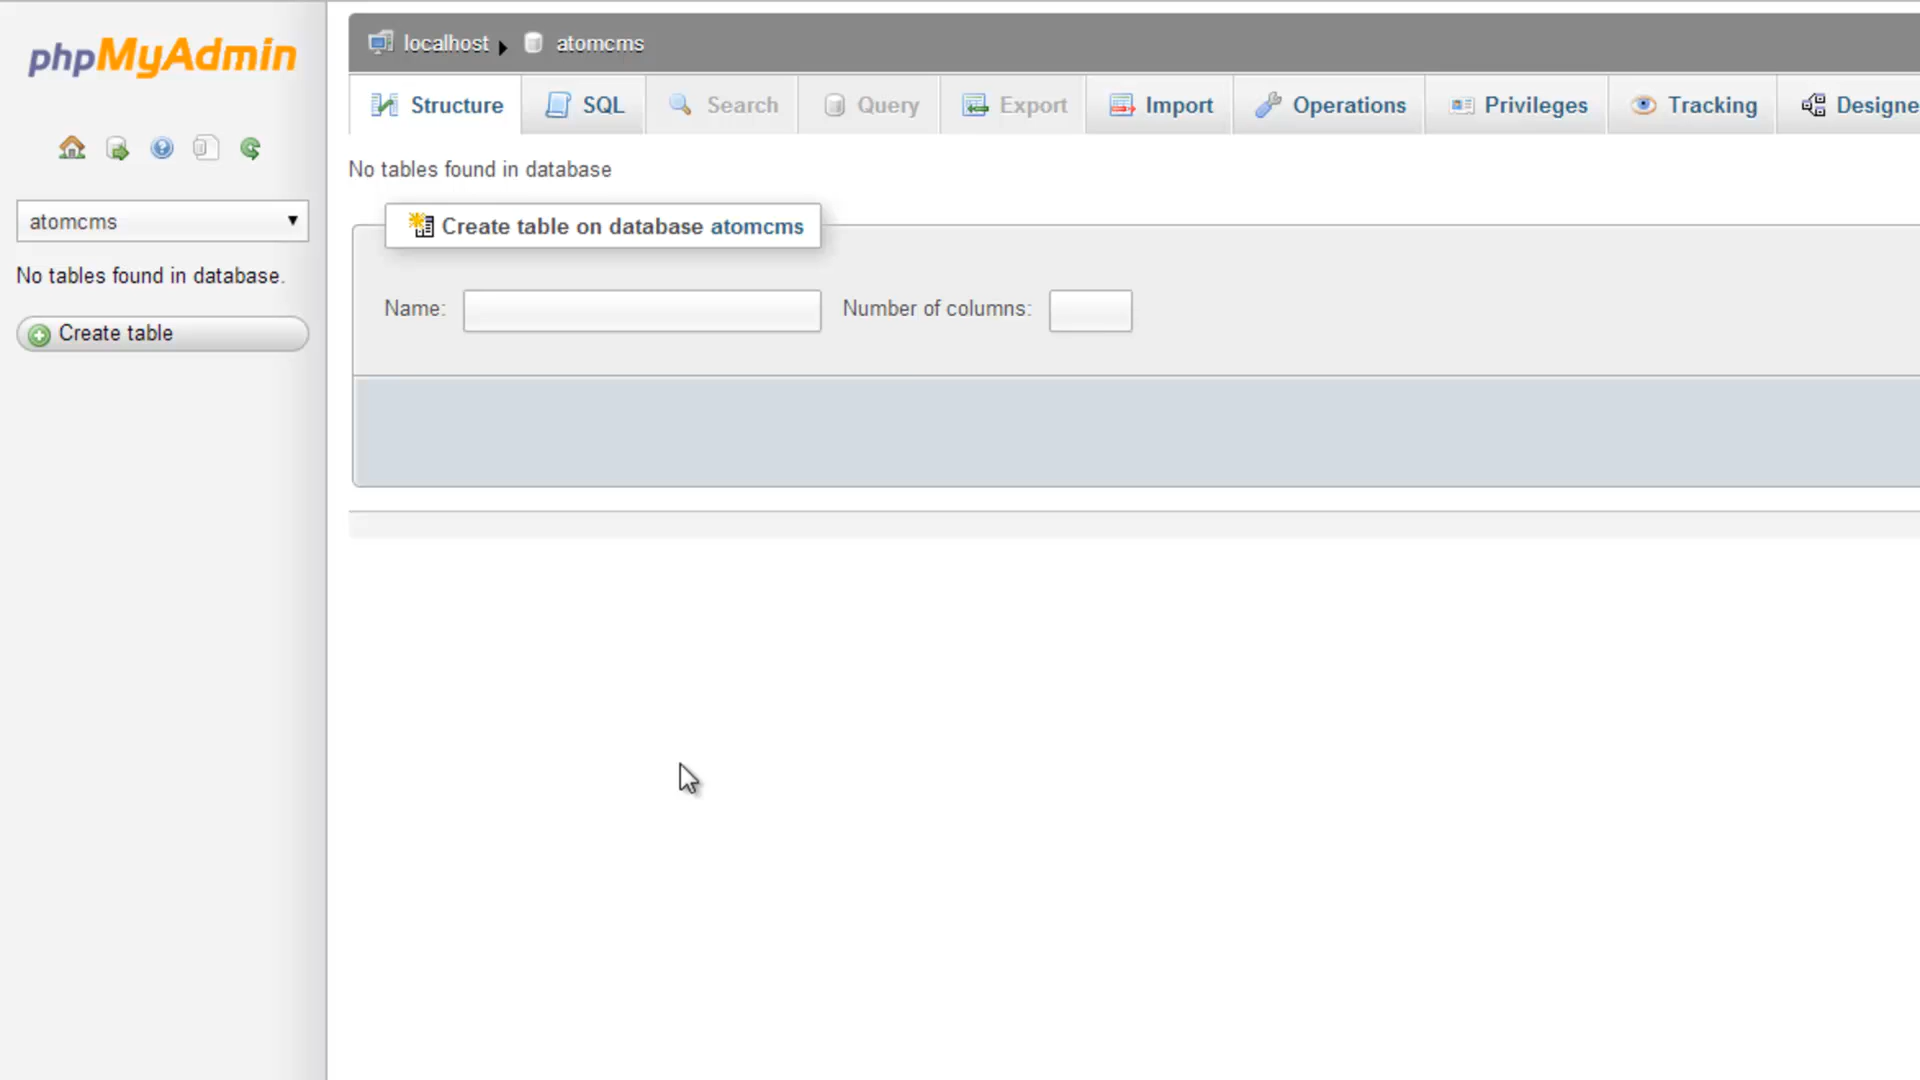 phpMyAdmin
atomcms
No tables found in database.
Create table
localhost atomcms
Structure SQL Search Query Export Import Operations Privileges Tracking Designe
No tables found in database
Create table on database atomcms
Name: Number of columns: